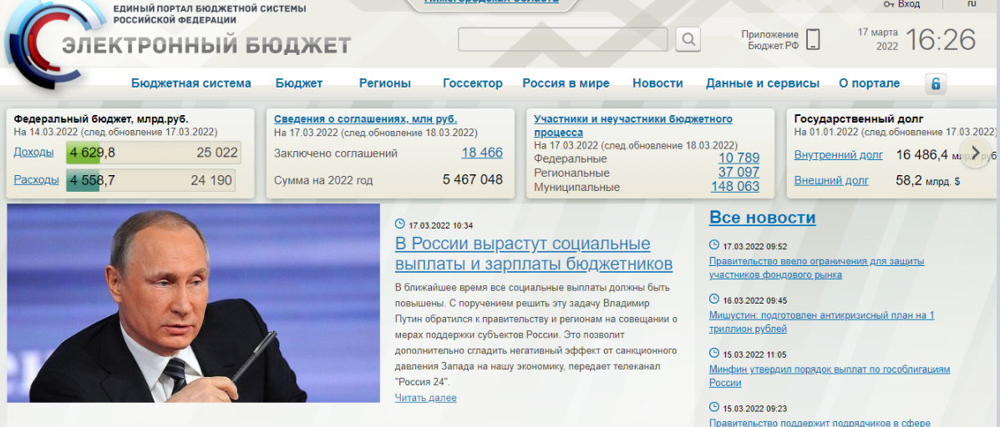 ЕДИНЫЙ ПОРТАЛ БЮДЖЕТНОЙ СИСТЕМЫ
РОССИЙСКОЙ ФЕДЕРАЦИИ
ЭЛЕКТРОННЫЙ БЮДЖЕТ
Нижегородская область
Вход
ru
Приложение
Бюджет.РФ
17 марта
2022
16:26
Бюджетная система Бюджет Регионы Госсектор Россия в мире Новости Данные и сервисы О портале
Федеральный бюджет, млрд.руб.
На 14.03.2022 (след.обновление 17.03.2022)
Доходы 4 629,8 25 022
Расходы 4 558,7 24 190
Сведения о соглашениях, млн руб.
На 17.03.2022 (след.обновление 18.03.2022)
Заключено соглашений 18 466
Сумма на 2022 год 5 467 048
Участники и неучастники бюджетного
процесса
На 17.03.2022 (след.обновление 18.03.2022)
Федеральные 10 789
Региональные 37 097
Муниципальные 148 063
Государственный долг
На 01.01.2022 (след.обновление 17.03.2022)
Внутренний долг 16 486,4 млрд. руб
Внешний долг 58,2 млрд. $
17.03.2022 10:34
В России вырастут социальные
выплаты и зарплаты бюджетников
В ближайшее время все социальные выплаты должны быть
повышены. С поручением решить эту задачу Владимир
Путин обратился к правительству и регионам на совещании о
мерах поддержки субъектов России. Это позволит
дополнительно сгладить негативный эффект от санкционного
давления Запада на нашу экономику, передает телеканал
"Россия 24".
Читать далее
Все новости
17.03.2022 09:52
Правительство ввело ограничения для защиты
участников фондового рынка
16.03.2022 09:45
Мишустин: подготовлен антикризисный план на 1
триллион рублей
15.03.2022 11:05
Минфин утвердил порядок выплат по гособлигациям
России
15.03.2022 09:23
Правительство поддержит подрядчиков в сфере